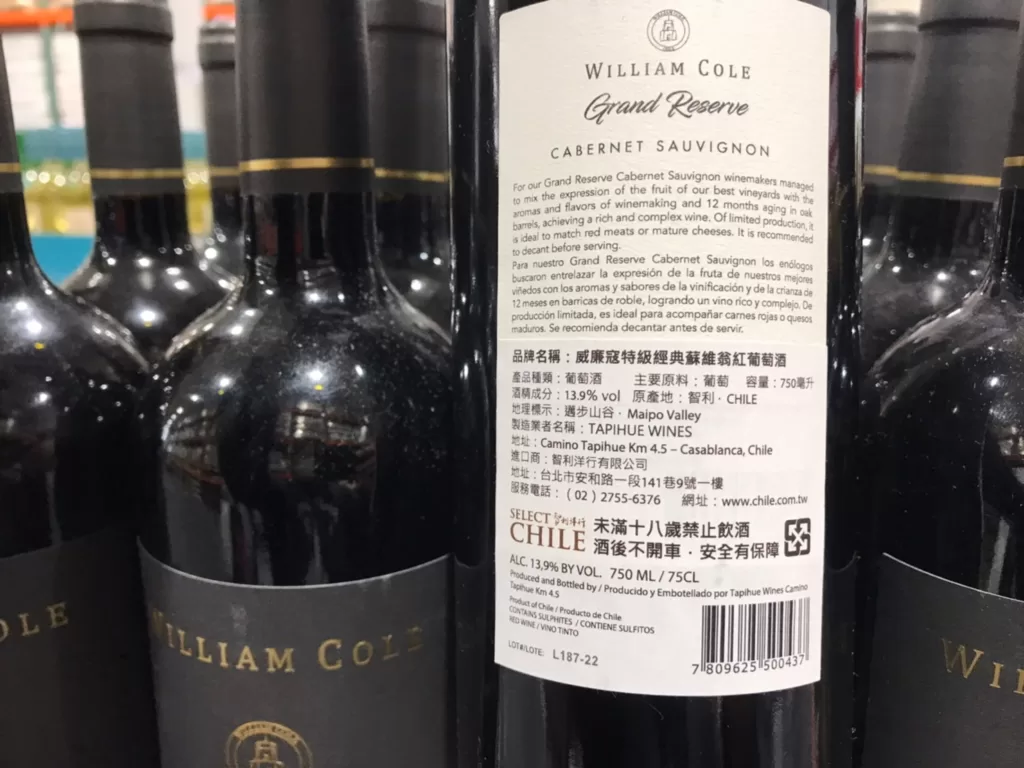 WILLIAM COLE
Grand Reserve
CABERNET SAUVIGNON
For our Grand Reserve Cabernet Sauvignon winemakers managed
to mix the expression of the fruit of our best vineyards with the
aromas and flavors of winemaking and 12 months aging in oak
barrels, achieving a rich and complex wine. Of limited production, it
is ideal to match red meats or mature cheeses. It is recommended
to decant before serving.
Para nuestro Grand Reserve Cabernet Sauvignon los enólogos
buscaron entrelazar la expresión de la fruta de nuestros mejores
viñedos con los aromas y sabores de la vinificación y de la crianza de
12 meses en barricas de roble, logrando un vino rico y complejo. De
producción limitada, es ideal para acompañar carnes rojas o quesos
maduros. Se recomienda decantar antes de servir.
品牌名稱：威廉寇特級經典蘇維翁紅葡萄酒
產品種類：葡萄酒 主要原料：葡萄 容量：750毫升
酒精成分：13.9% vol 原產地：智利．CHILE
地理標示：邁步山谷．Maipo Valley
製造業者名稱：TAPIHUE WINES
地址：Camino Tapihue Km 4.5 – Casablanca, Chile
進口商：智利洋行有限公司
地址：台北市安和路一段141巷9號一樓
服務電話：（02）2755-6376 網址：www.chile.com.tw
SELECT 智利洋行
CHILE
未滿十八歲禁止飲酒
酒後不開車．安全有保障
ALC. 13,9% BY VOL. 750 ML / 75CL
Produced and Bottled by / Producido y Embotellado por Tapihue Wines Camino
Tapihue Km 4.5
Product of Chile / Producto de Chile
CONTAINS SULPHITES / CONTIENE SULFITOS
RED WINE / VINO TINTO
LOT#/LOTE: L187-22
7 809625 500437
OLE
WILLIAM COLE
WI